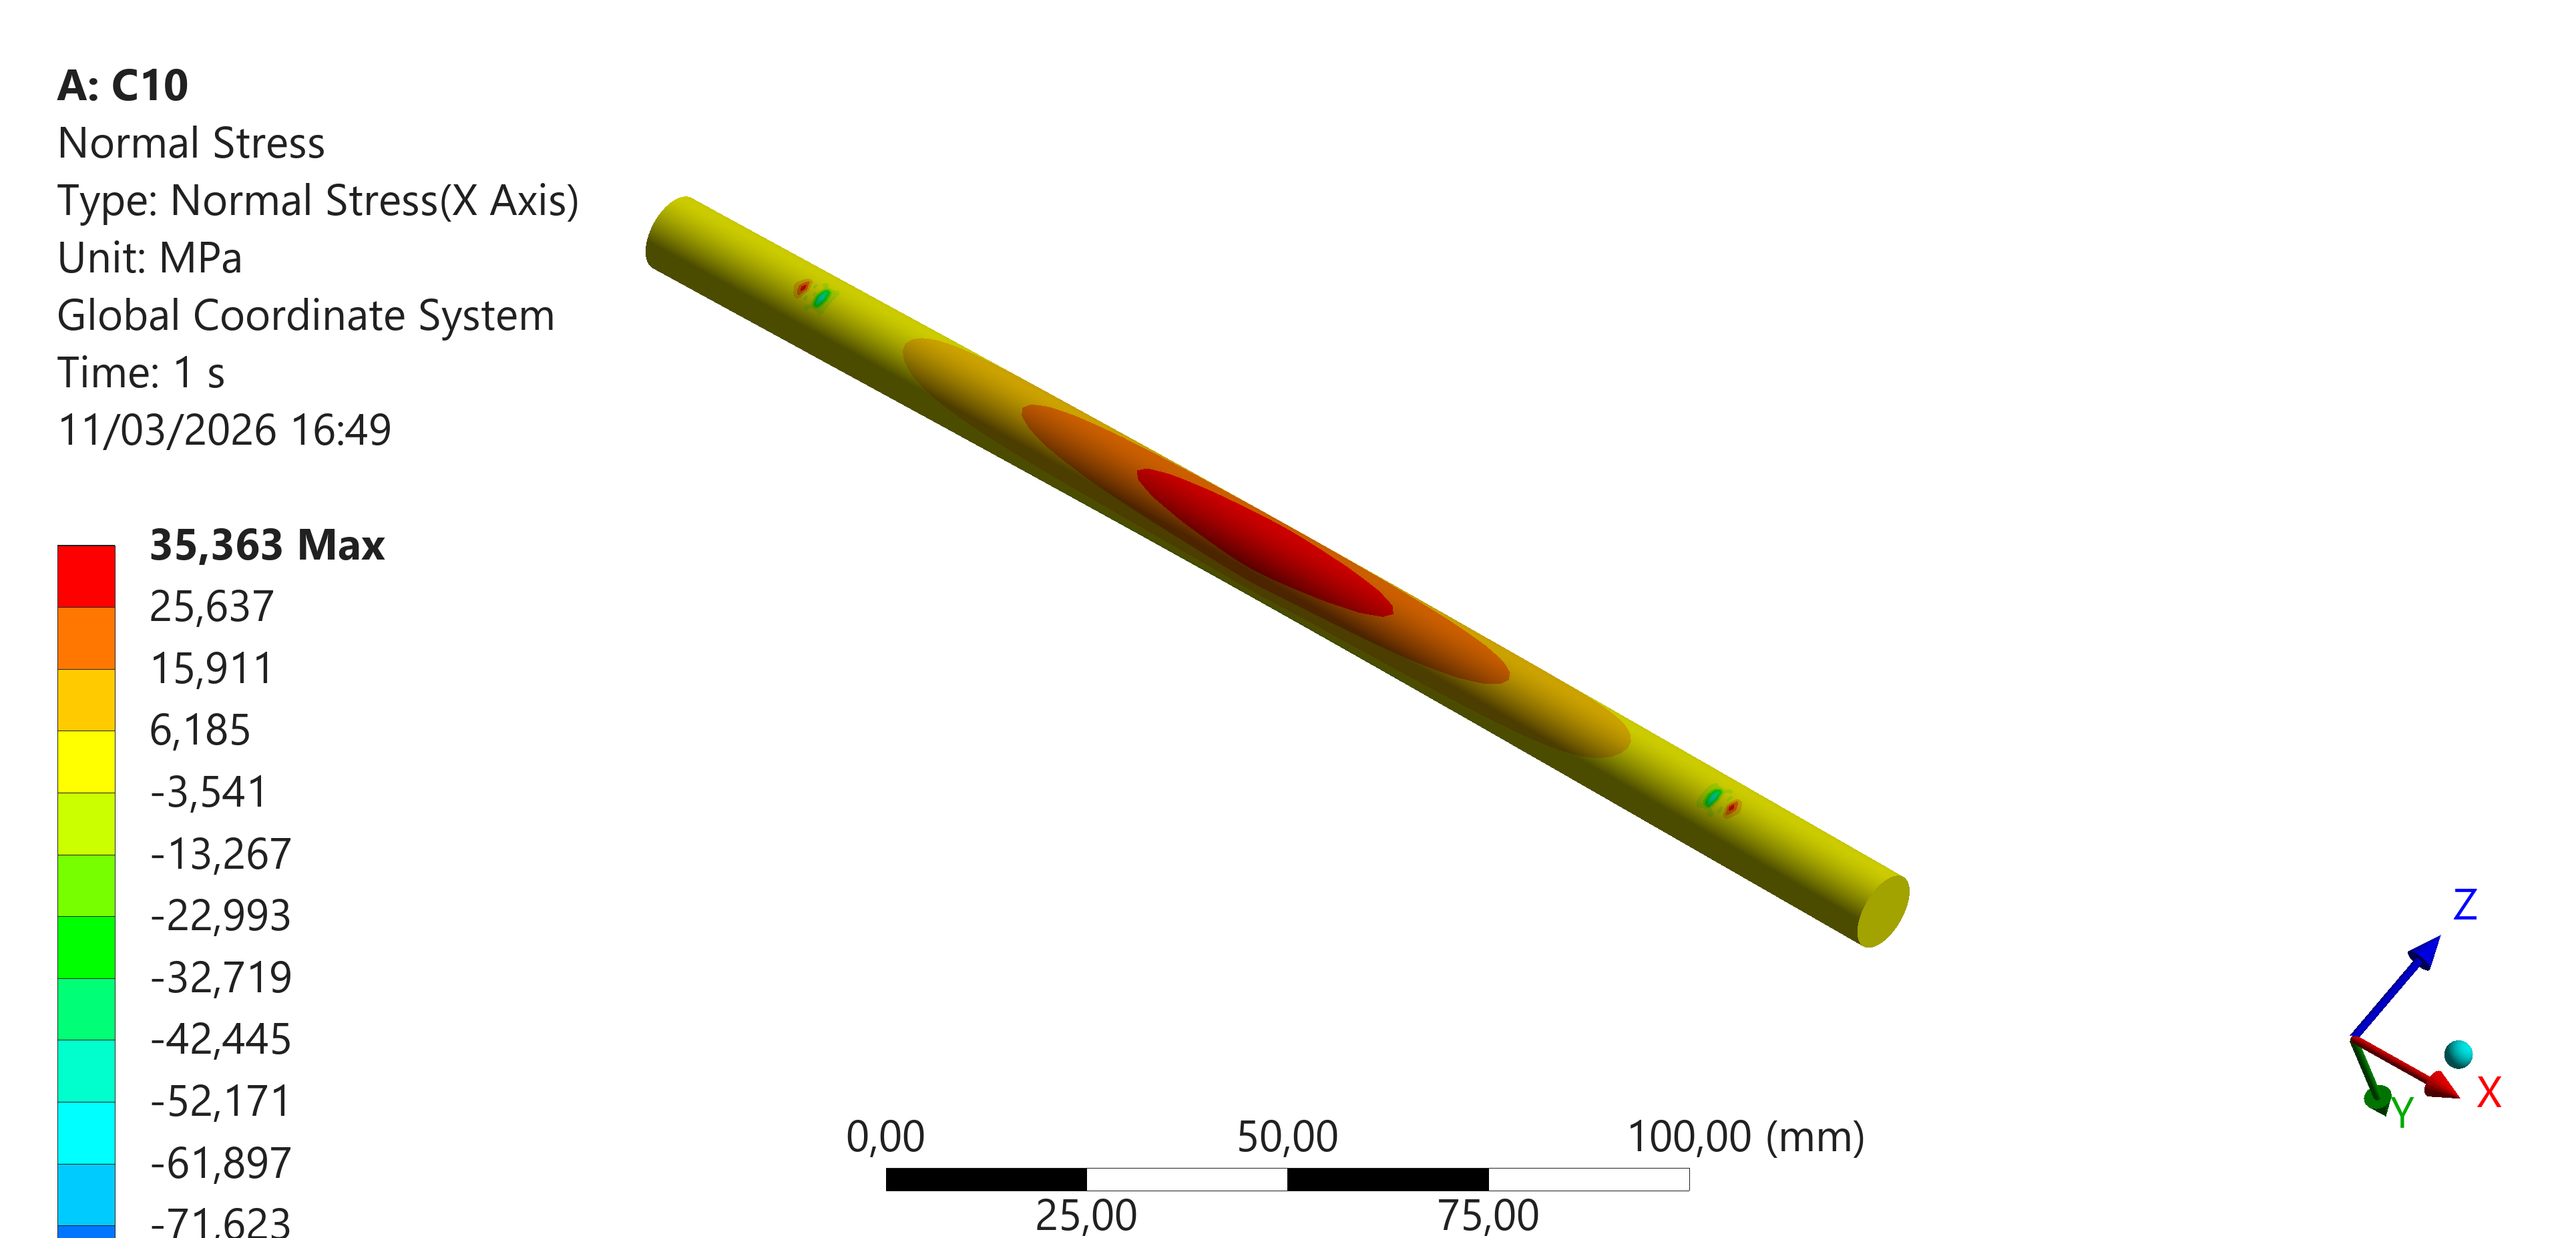 A: C10
Normal Stress
Type: Normal Stress(X Axis)
Unit: MPa
Global Coordinate System
Time: 1 s
11/03/2026 16:49
35,363 Max
25,637
15,911
6,185
-3,541
-13,267
-22,993
-32,719
-42,445
-52,171
-61,897
-71,623
0,00 50,00 100,00 (mm)
25,00 75,00
Z
X
Y